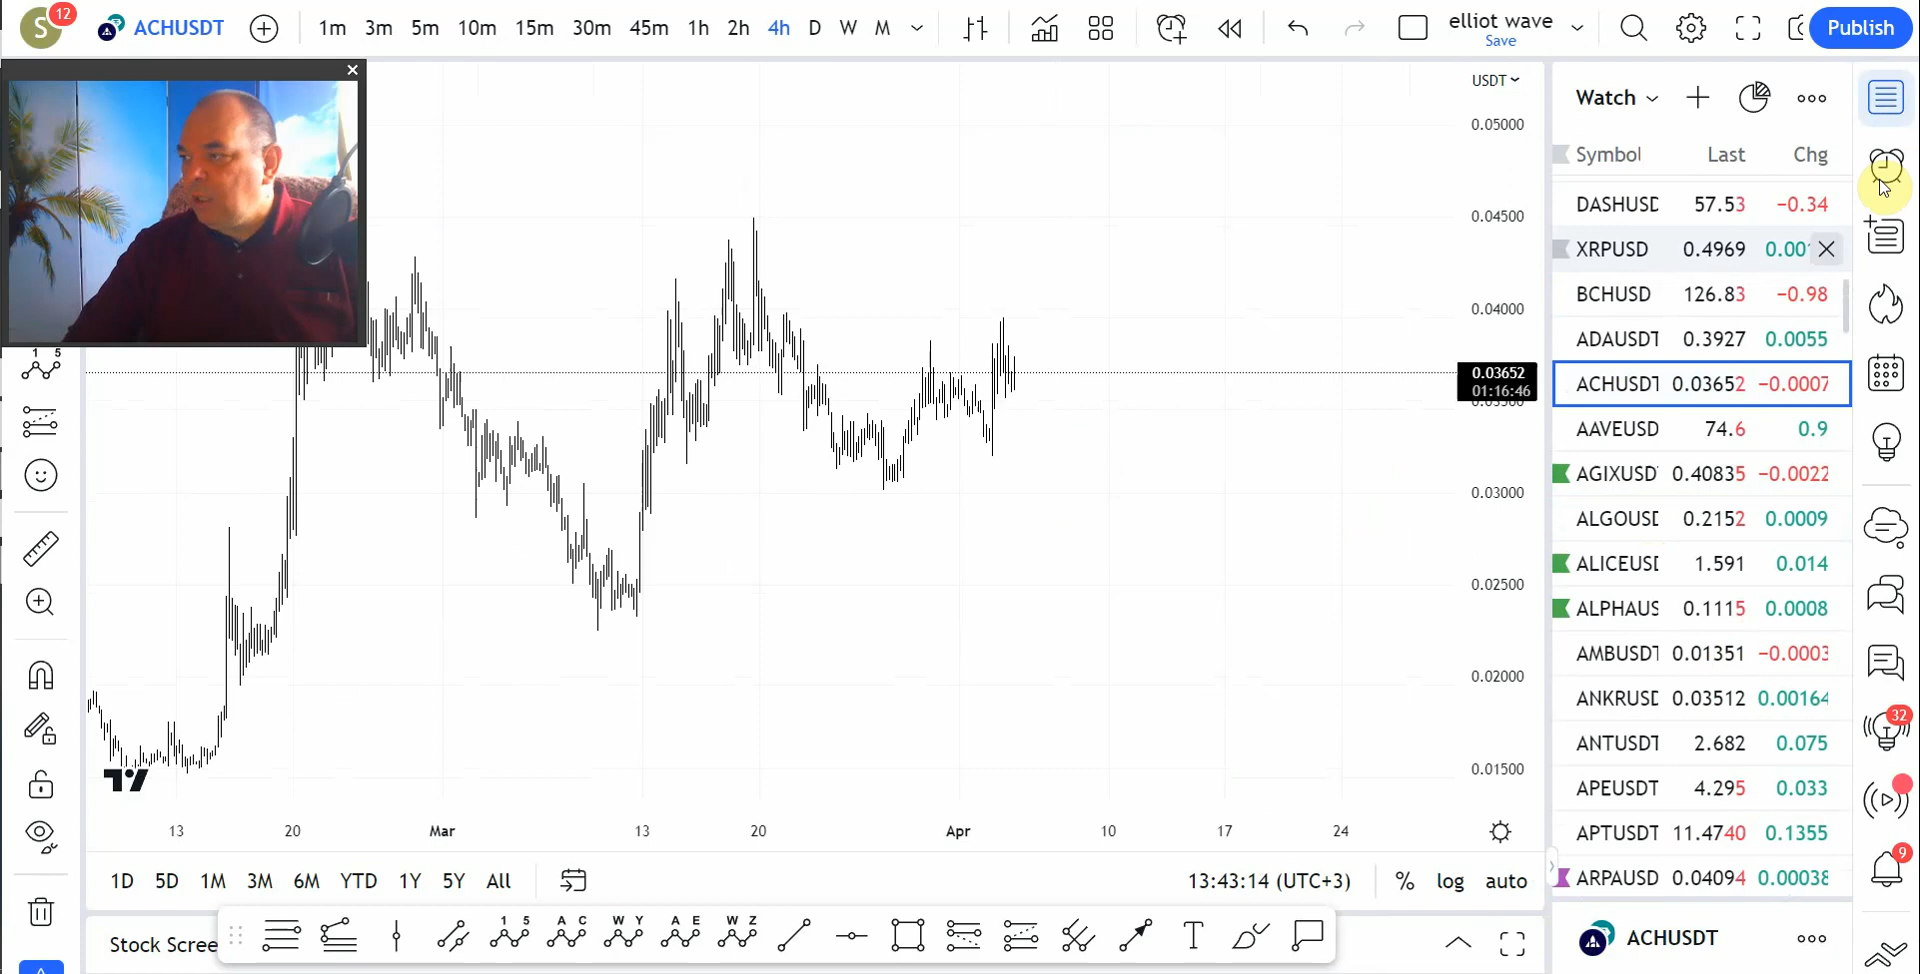 S
12
ACHUSDT
1m 3m 5m 10m 15m 30m 45m 1h 2h 4h D W M
elliot wave
Save
Publish
USDT
0.05000
0.04500
0.04000
0.03652
01:16:46
0.03000
0.02500
0.02000
0.01500
13 20 Mar 13 20 Apr 10 17 24
1 5
1D 5D 1M 3M 6M YTD 1Y 5Y All
13:43:14 (UTC+3)
% log auto
Stock Scree
1 5
A C
W Y
A E
W Z
T
Watch
Symbol Last Chg
DASHUSD 57.53 −0.34
XRPUSD 0.4969 0.00
BCHUSD 126.83 −0.98
ADAUSDT 0.3927 0.0055
ACHUSDT 0.03652 −0.0007
AAVEUSD 74.6 0.9
AGIXUSD 0.40835 −0.0022
ALGOUSD 0.2152 0.0009
ALICEUSD 1.591 0.014
ALPHAUS 0.1115 0.0008
AMBUSDT 0.01351 −0.0003
ANKRUSD 0.03512 0.00164
ANTUSDT 2.682 0.075
APEUSDT 4.295 0.033
APTUSDT 11.4740 0.1355
ARPAUSD 0.04094 0.00038
ACHUSDT
32
9